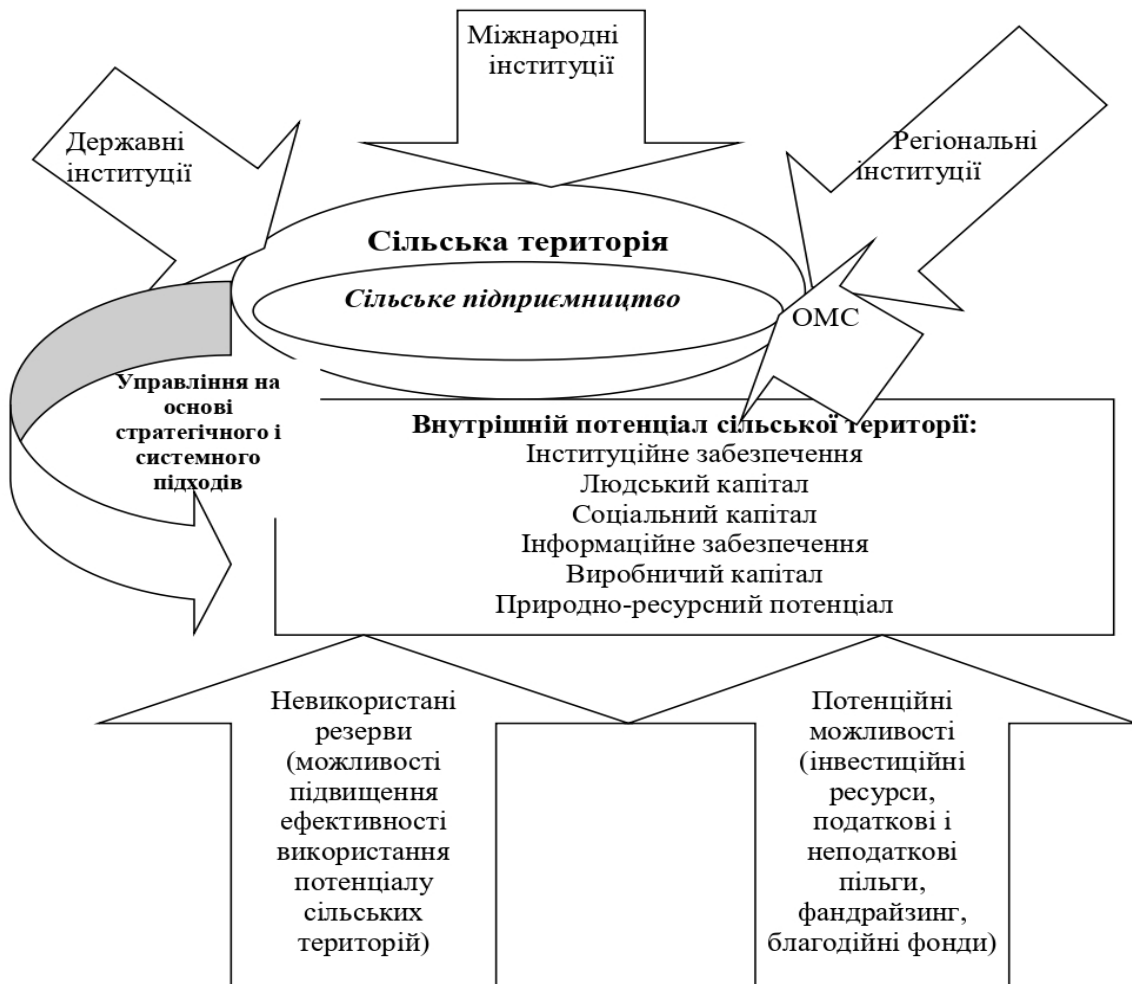 Міжнародні
інституції
Державні
інституції
Регіональні
інституції
Сільська територія
Сільське підприємництво
ОМС
Управління на
основі
стратегічного і
системного
підходів
Внутрішній потенціал сільської території:
Інституційне забезпечення
Людський капітал
Соціальний капітал
Інформаційне забезпечення
Виробничий капітал
Природно-ресурсний потенціал
Невикористані
резерви
(можливості
підвищення
ефективності
використання
потенціалу
сільських
територій)
Потенційні
можливості
(інвестиційні
ресурси,
податкові і
неподаткові
пільги,
фандрайзинг,
благодійні фонди)